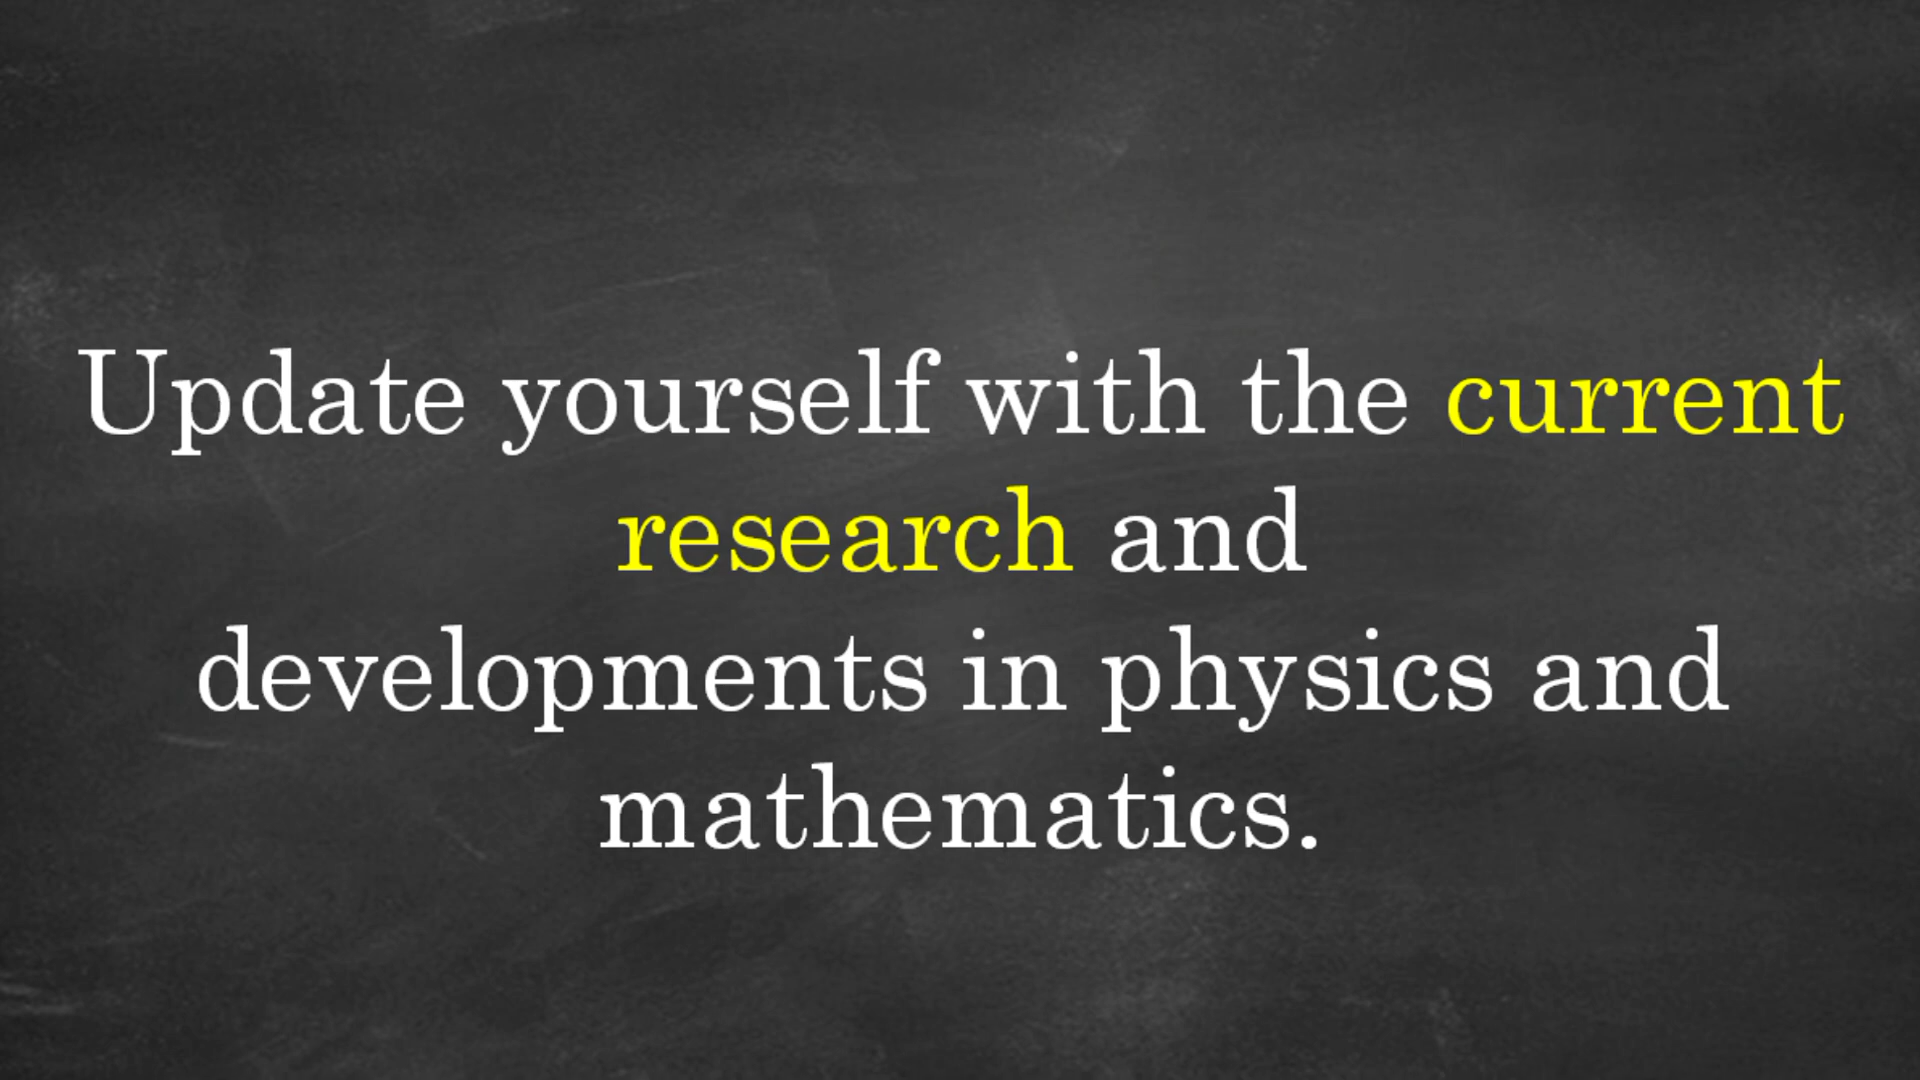 Update yourself with the current
research and
developments in physics and
mathematics.